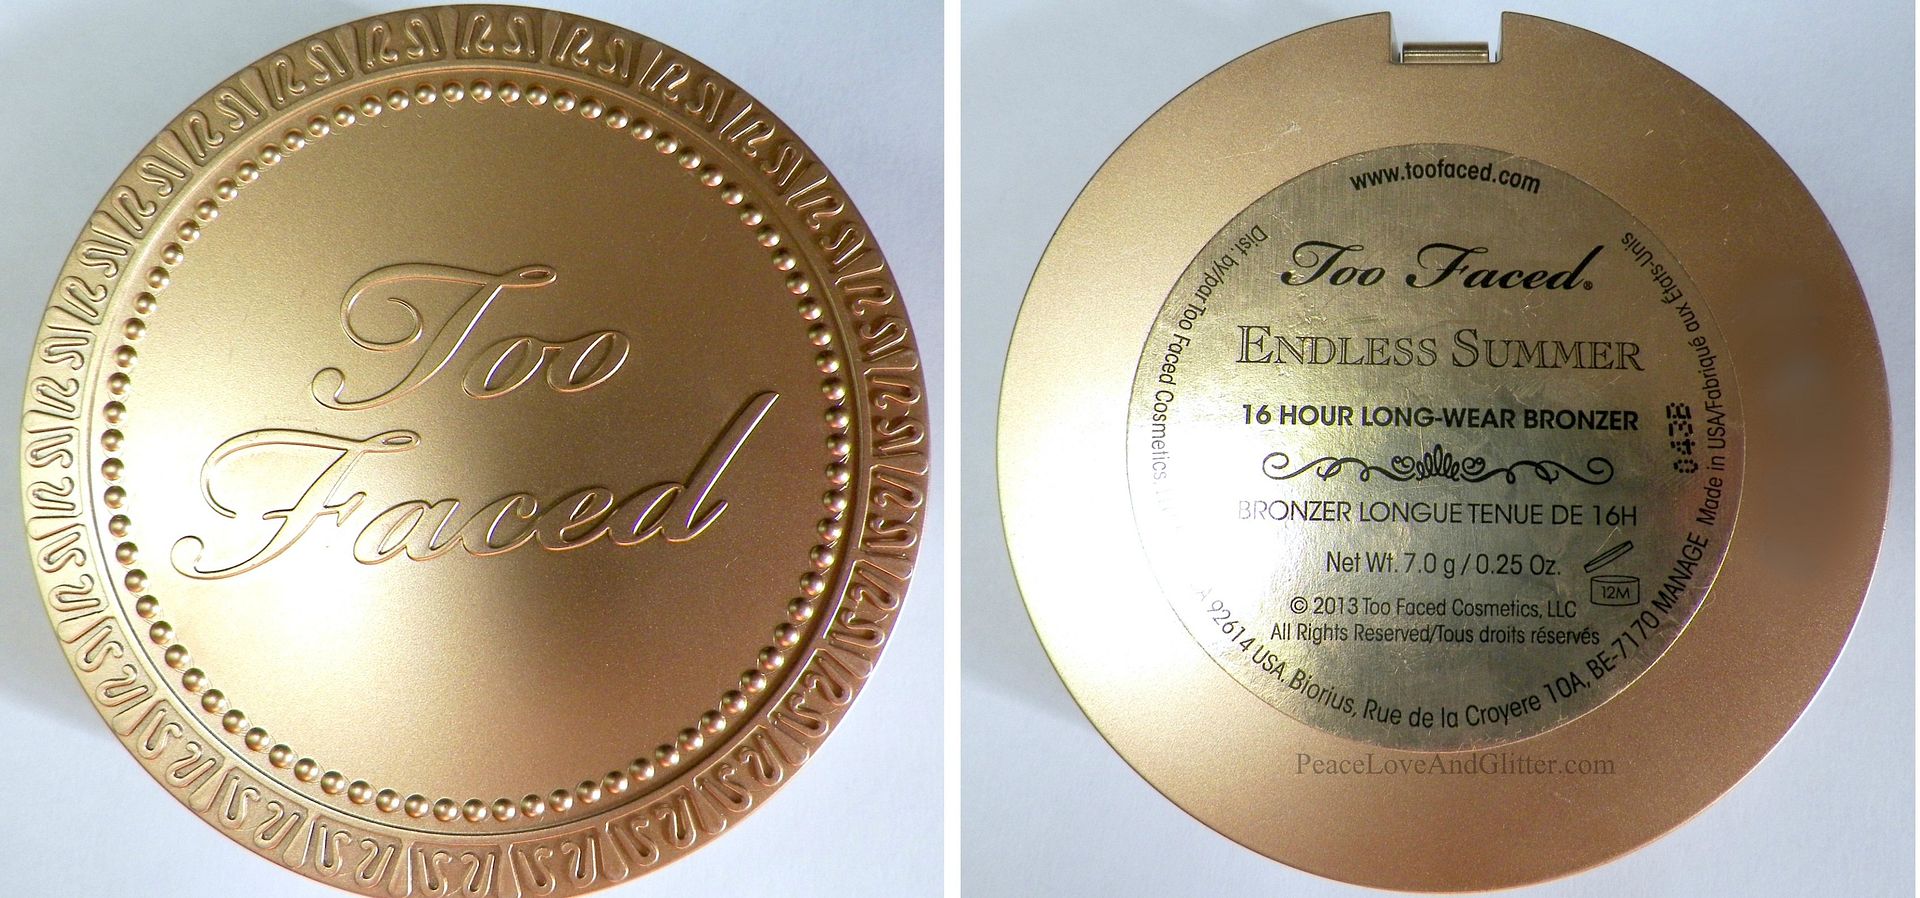 Too
Faced
www.toofaced.com
Too Faced®
ENDLESS SUMMER
16 HOUR LONG-WEAR BRONZER
BRONZER LONGUE TENUE DE 16H
Net Wt. 7.0 g / 0.25 Oz.
12M
© 2013 Too Faced Cosmetics, LLC
All Rights Reserved/Tous droits réservés
Dist. by/par Too Faced Cosmetics,
A 92614 USA, Biorius, Rue de la Croyere 10A, BE-7170 MANAGE Made in USA/Fabriqué aux États-Unis
PeaceLoveAndGlitter.com